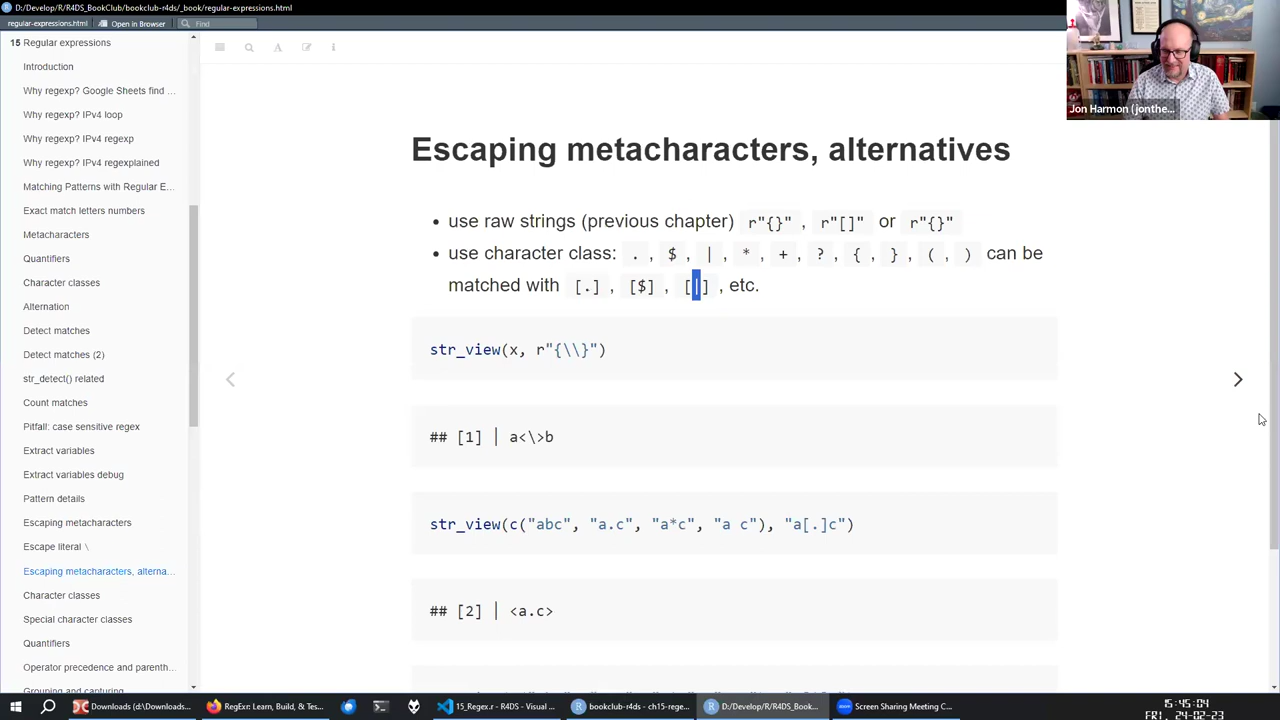 D:/Develop/R/R4DS_BookClub/bookclub-r4ds/_book/regular-expressions.html
regular-expressions.html
Open in Browser
Find
15 Regular expressions
Introduction
Why regexp? Google Sheets find ...
Why regexp? IPv4 loop
Why regexp? IPv4 regexp
Why regexp? IPv4 regexplained
Matching Patterns with Regular E...
Exact match letters numbers
Metacharacters
Quantifiers
Character classes
Alternation
Detect matches
Detect matches (2)
str_detect() related
Count matches
Pitfall: case sensitive regex
Extract variables
Extract variables debug
Pattern details
Escaping metacharacters
Escape literal \
Escaping metacharacters, alterna...
Character classes
Special character classes
Quantifiers
Operator precedence and parenth...
Grouping and capturing
Jon Harmon (jonthe...
Escaping metacharacters, alternatives
• use raw strings (previous chapter) r"{}" , r"[]" or r"{}"
• use character class: . , $ , | , * , + , ? , { , } , ( , ) can be
matched with [.] , [$] , [|] , etc.
str_view(x, r"{\\}")
## [1] │ a<\>b
str_view(c("abc", "a.c", "a*c", "a c"), "a[.]c")
## [2] │ <a.c>
Downloads (d:\Downloads...
RegExr: Learn, Build, & Tes...
15_Regex.r - R4DS - Visual ...
bookclub-r4ds - ch15-rege...
D:/Develop/R/R4DS_Book...
Screen Sharing Meeting C...
15:45:04
FRI, 24-02-23